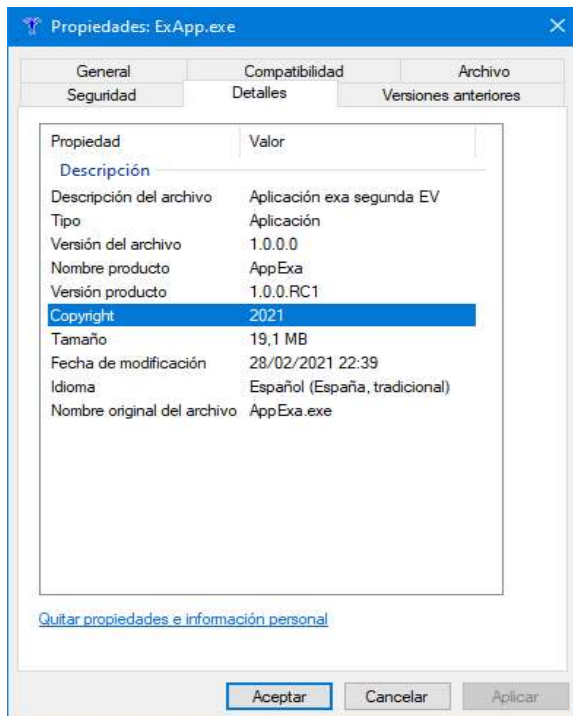 Propiedades: ExApp.exe
General Compatibilidad Archivo
Seguridad Detalles Versiones anteriores
Propiedad Valor
Descripción
Descripción del archivo Aplicación exa segunda EV
Tipo Aplicación
Versión del archivo 1.0.0.0
Nombre producto AppExa
Versión producto 1.0.0.RC1
Copyright 2021
Tamaño 19,1 MB
Fecha de modificación 28/02/2021 22:39
Idioma Español (España, tradicional)
Nombre original del archivo AppExa.exe
Quitar propiedades e información personal
Aceptar Cancelar Aplicar